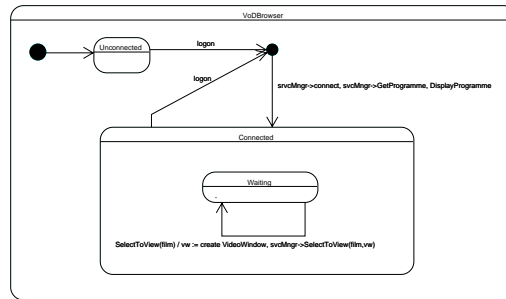 VoDBrowser
Unconnected
logon
logon
srvcMngr->connect, svcMngr->GetProgramme, DisplayProgramme
Connected
Waiting
SelectToView(film) / vw := create VideoWindow, svcMngr->SelectToView(film,vw)